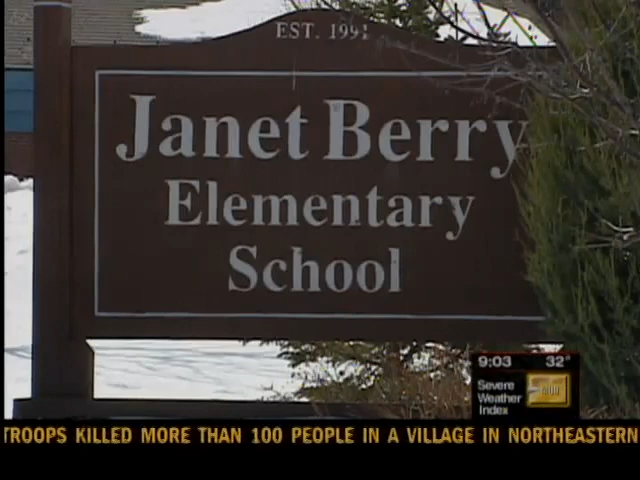 EST. 1991
Janet Berry
Elementary
School
9:03 32°
Severe
Weather
Index
TROOPS KILLED MORE THAN 100 PEOPLE IN A VILLAGE IN NORTHEASTERN